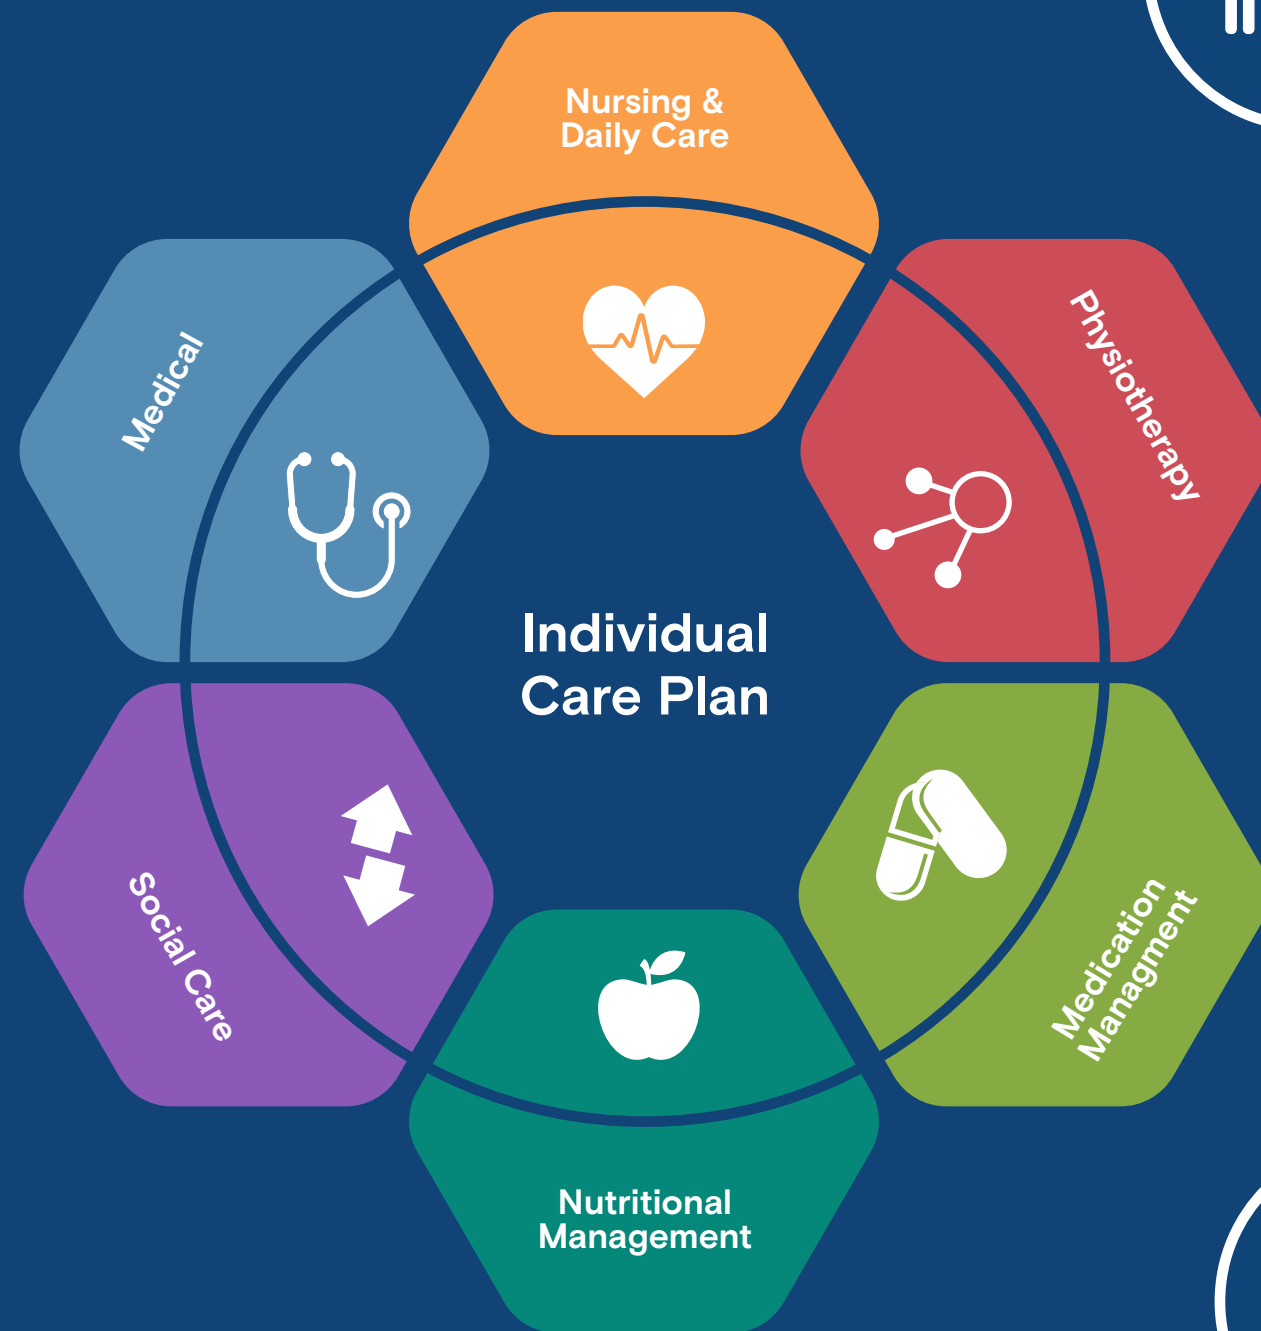 Nursing &
Daily Care
Physiotherapy
Medical
Individual
Care Plan
Social Care
Medication
Managment
Nutritional
Management